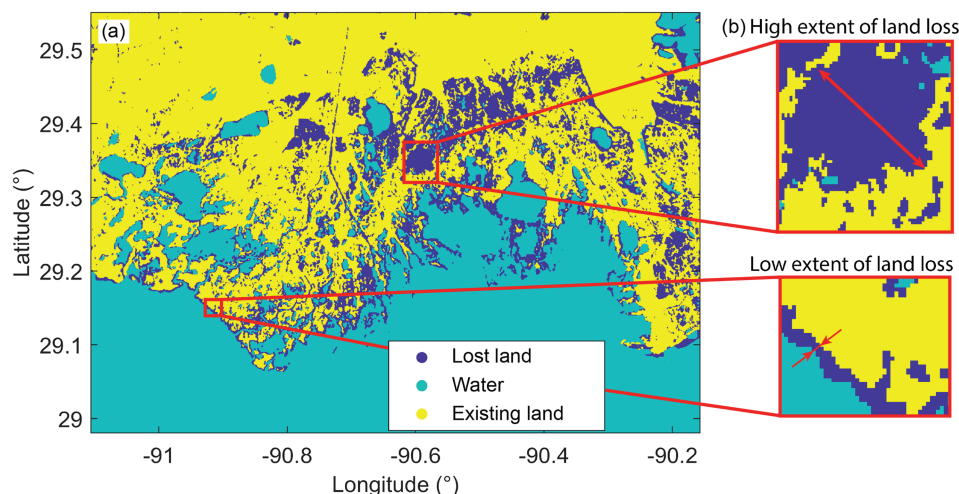 (a)
(b) High extent of land loss
29.5
29.4
29.3
29.2
29.1
29
Latitude (°)
Low extent of land loss
Lost land
Water
Existing land
-91
-90.8
-90.6
-90.4
-90.2
Longitude (°)